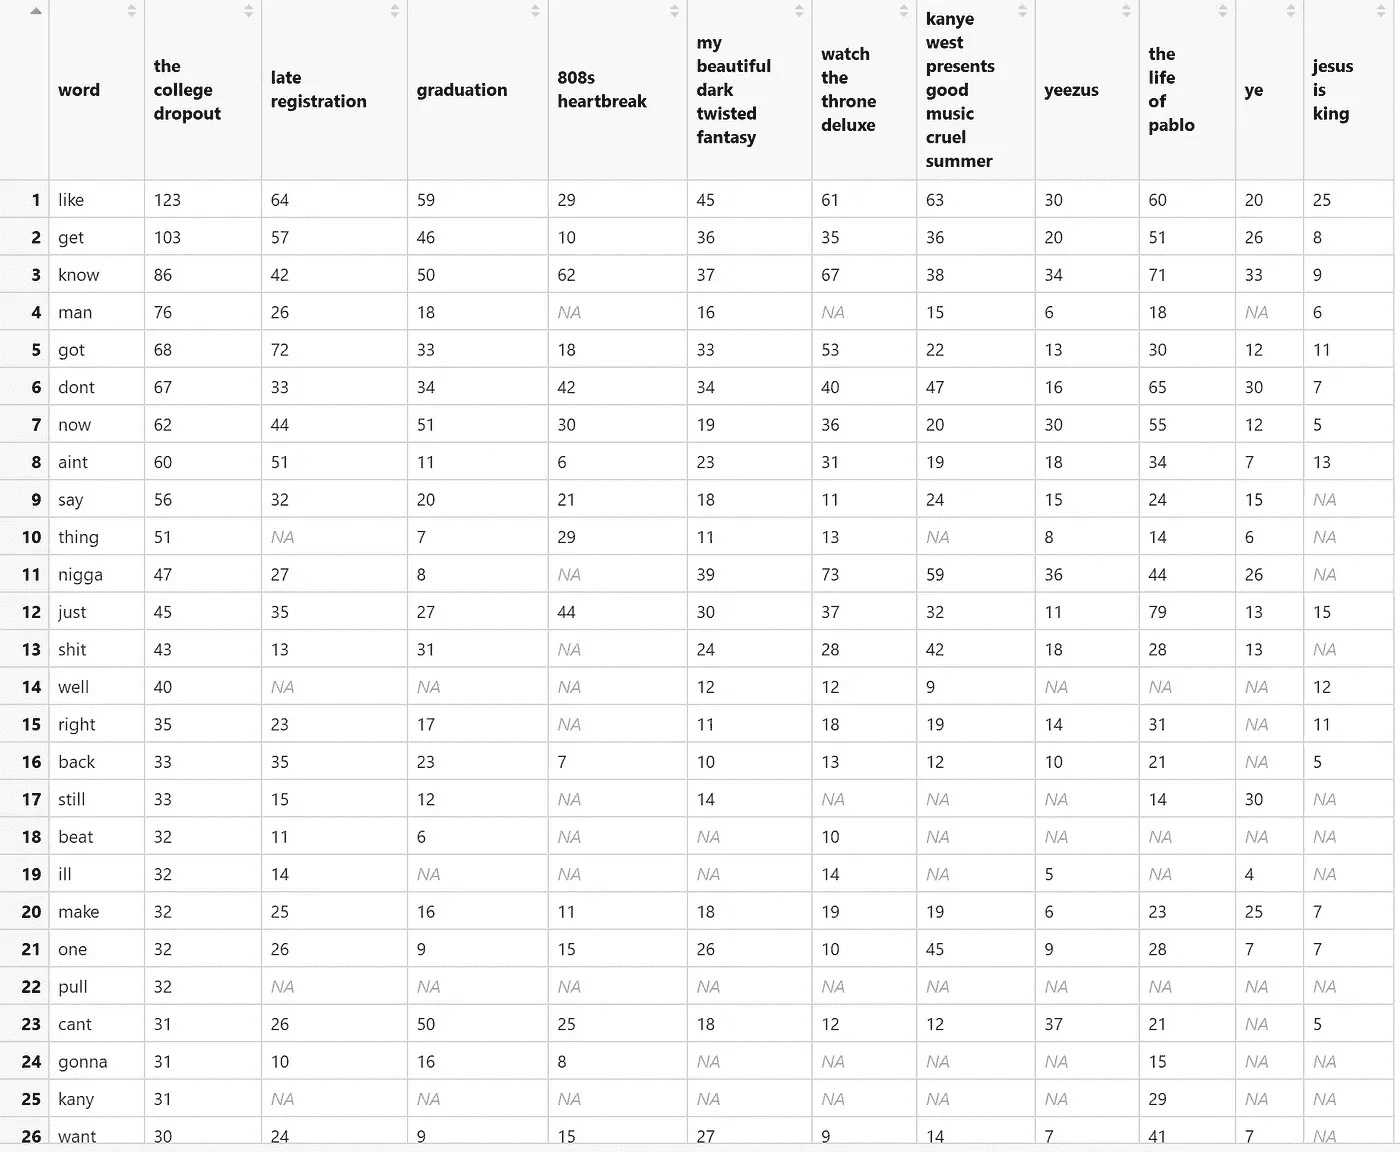 word the college dropout late registration graduation 808s heartbreak my beautiful dark twisted fantasy watch the throne deluxe kanye west presents good music cruel summer yeezus the life of pablo ye jesus is king
1 like 123 64 59 29 45 61 63 30 60 20 25
2 get 103 57 46 10 36 35 36 20 51 26 8
3 know 86 42 50 62 37 67 38 34 71 33 9
4 man 76 26 18 NA 16 NA 15 6 18 NA 6
5 got 68 72 33 18 33 53 22 13 30 12 11
6 dont 67 33 34 42 34 40 47 16 65 30 7
7 now 62 44 51 30 19 36 20 30 55 12 5
8 aint 60 51 11 6 23 31 19 18 34 7 13
9 say 56 32 20 21 18 11 24 15 24 15 NA
10 thing 51 NA 7 29 11 13 NA 8 14 6 NA
11 nigga 47 27 8 NA 39 73 59 36 44 26 NA
12 just 45 35 27 44 30 37 32 11 79 13 15
13 shit 43 13 31 NA 24 28 42 18 28 13 NA
14 well 40 NA NA NA 12 12 9 NA NA NA 12
15 right 35 23 17 NA 11 18 19 14 31 NA 11
16 back 33 35 23 7 10 13 12 10 21 NA 5
17 still 33 15 12 NA 14 NA NA NA 14 30 NA
18 beat 32 11 6 NA NA 10 NA NA NA NA NA
19 ill 32 14 NA NA NA 14 NA 5 NA 4 NA
20 make 32 25 16 11 18 19 19 6 23 25 7
21 one 32 26 9 15 26 10 45 9 28 7 7
22 pull 32 NA NA NA NA NA NA NA NA NA NA
23 cant 31 26 50 25 18 12 12 37 21 NA 5
24 gonna 31 10 16 8 NA NA NA NA 15 NA NA
25 kany 31 NA NA NA NA NA NA NA 29 NA NA
26 want 30 24 9 15 27 9 14 7 41 7 NA